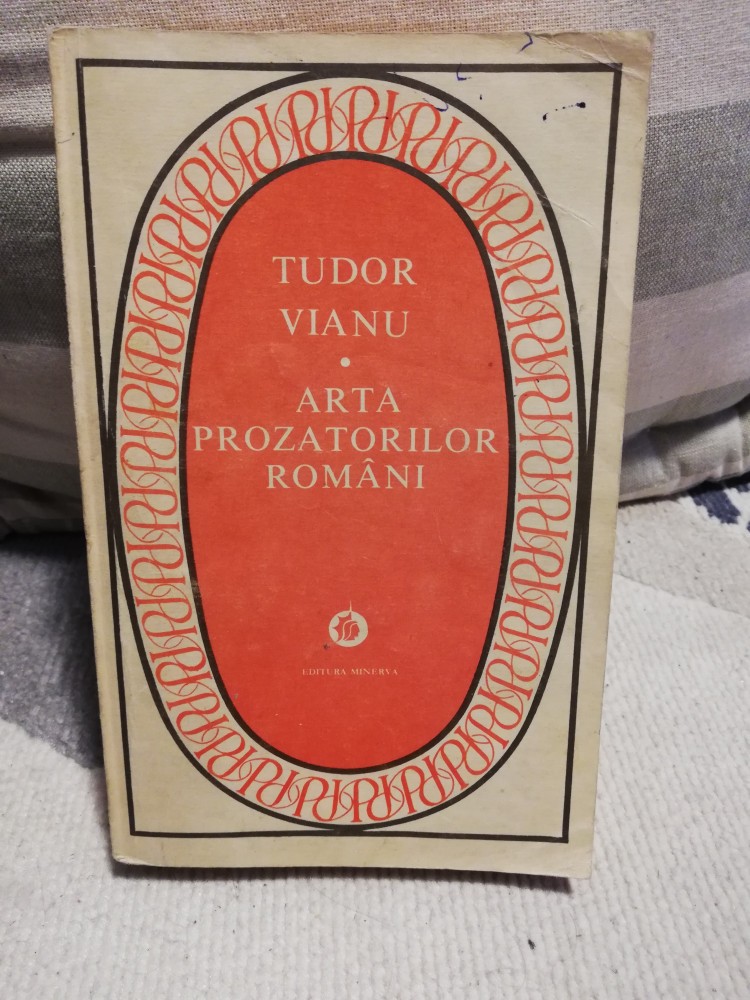 TUDOR
VIANU
•
ARTA
PROZATORILOR
ROMÂNI
EDITURA MINERVA